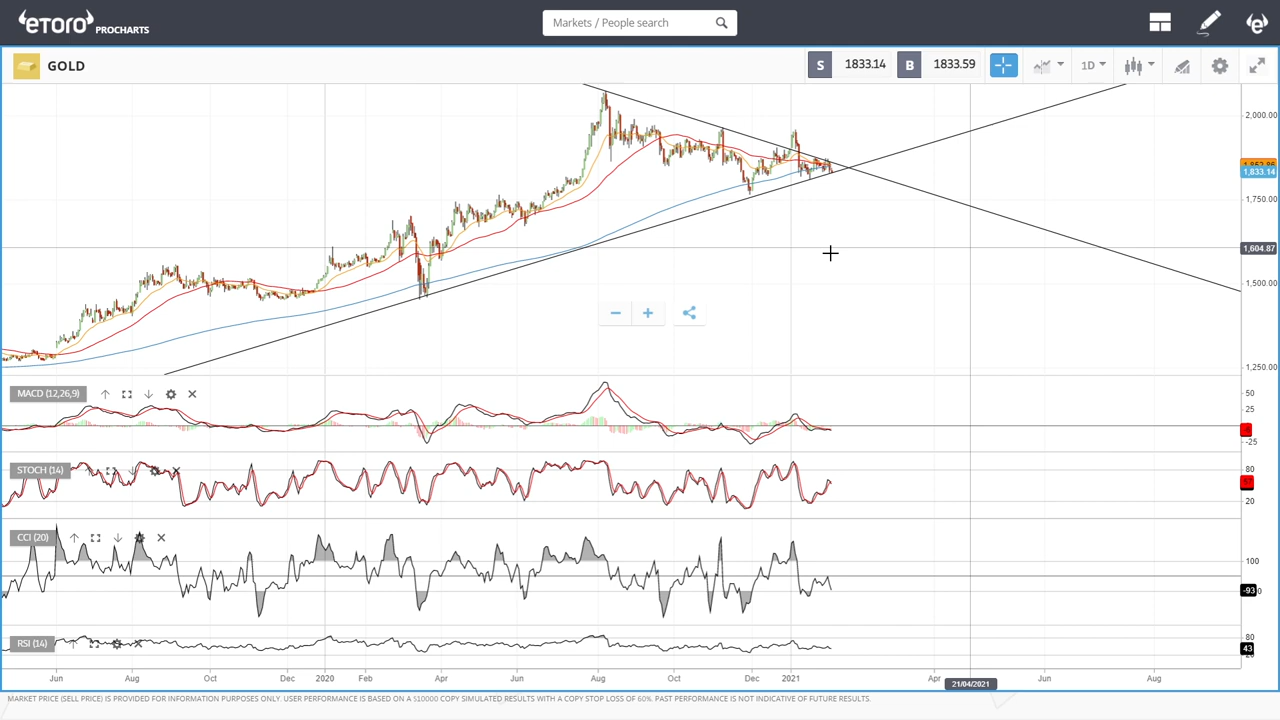 eToro PROCHARTS
Markets / People search
GOLD
S 1833.14 B 1833.59 1D
2,000.00
1,833.14
1,750.00
1,604.87
1,500.00
1,250.00
MACD (12,26,9)
50
25
-25
STOCH (14)
80
57
20
CCI (20)
100
-93
RSI (14)
80
43
Jun Aug Oct Dec 2020 Feb Apr Jun Aug Oct Dec 2021 Apr Jun Aug
21/04/2021
MARKET PRICE (SELL PRICE) IS PROVIDED FOR INFORMATION PURPOSES ONLY. USER PERFORMANCE IS BASED ON A $10000 COPY SIMULATED RESULTS WITH A COPY STOP LOSS OF 60%. PAST PERFORMANCE IS NOT INDICATIVE OF FUTURE RESULTS.